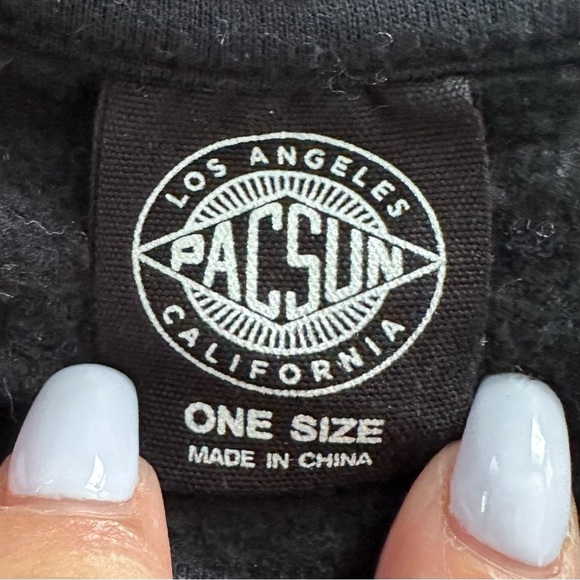 LOS ANGELES
PACSUN
CALIFORNIA
ONE SIZE
MADE IN CHINA